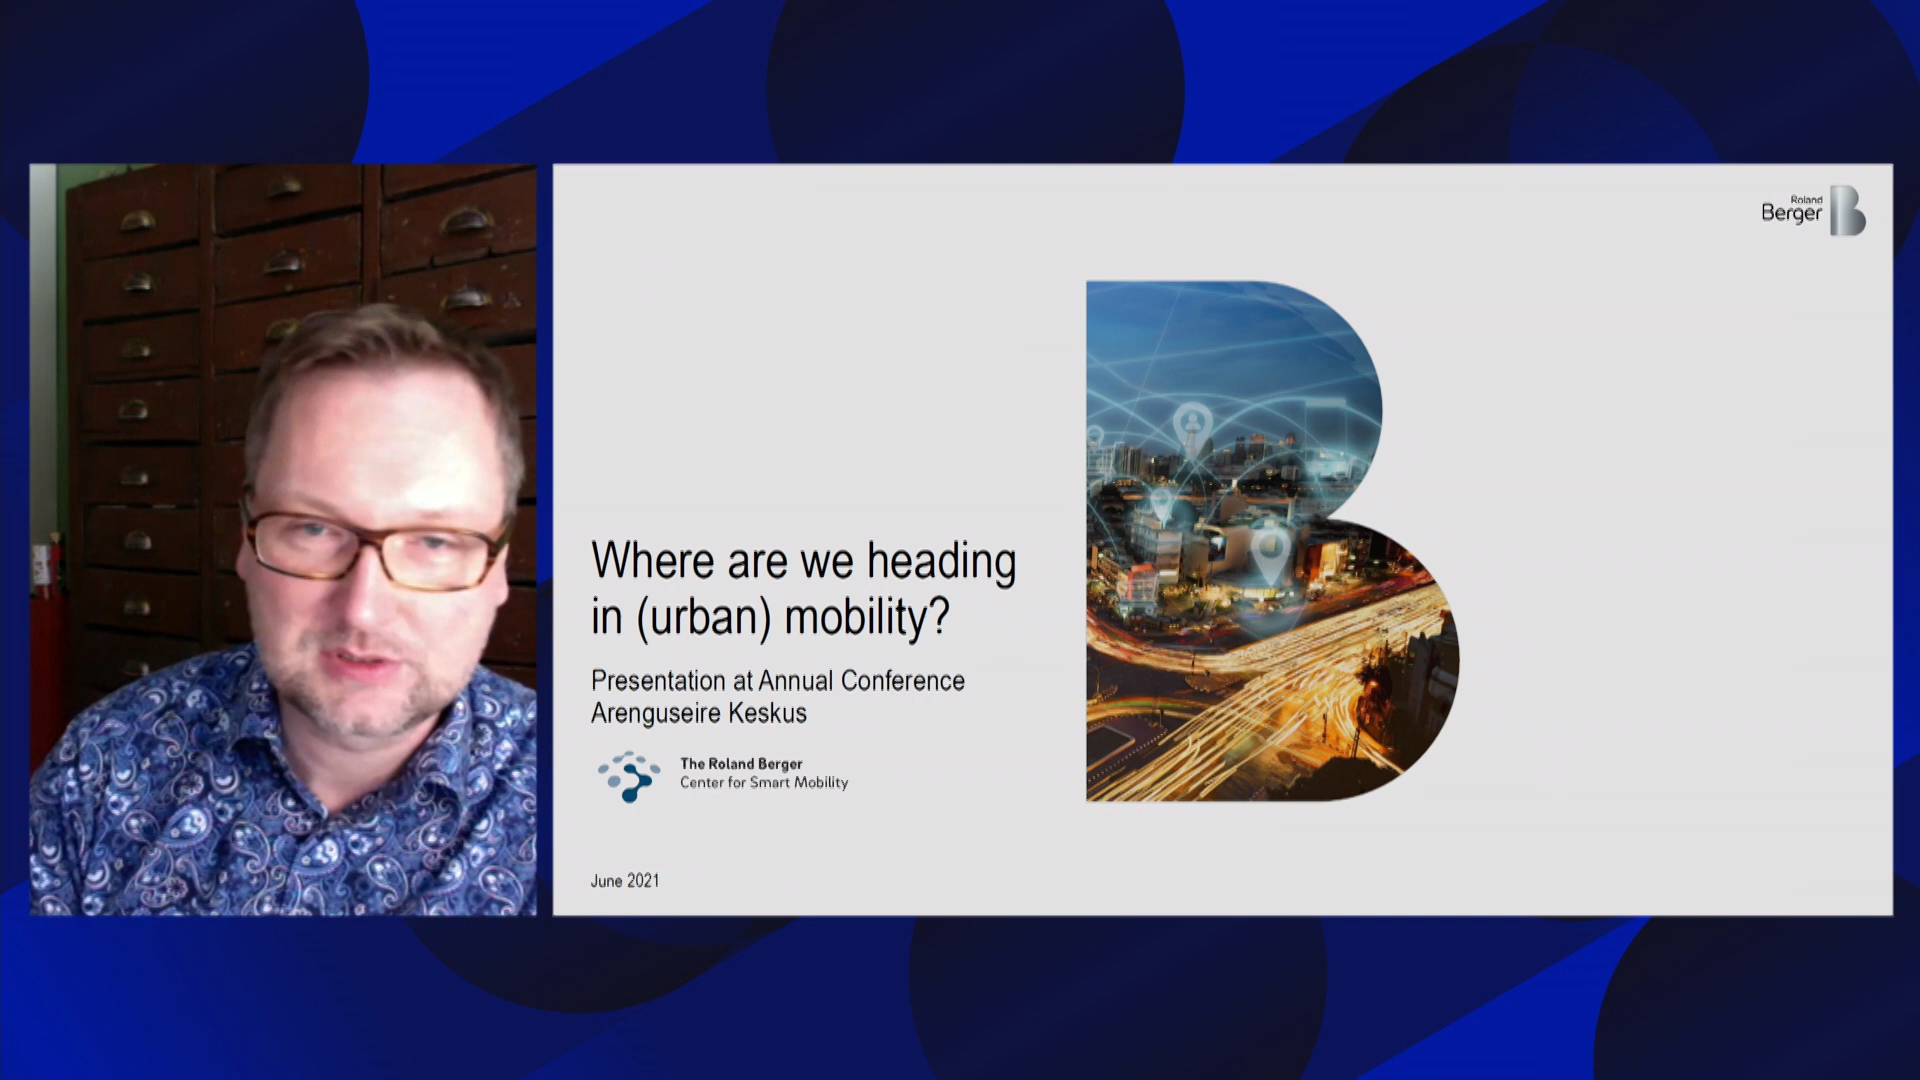 Roland
Berger
Where are we heading
in (urban) mobility?
Presentation at Annual Conference
Arenguseire Keskus
The Roland Berger
Center for Smart Mobility
June 2021